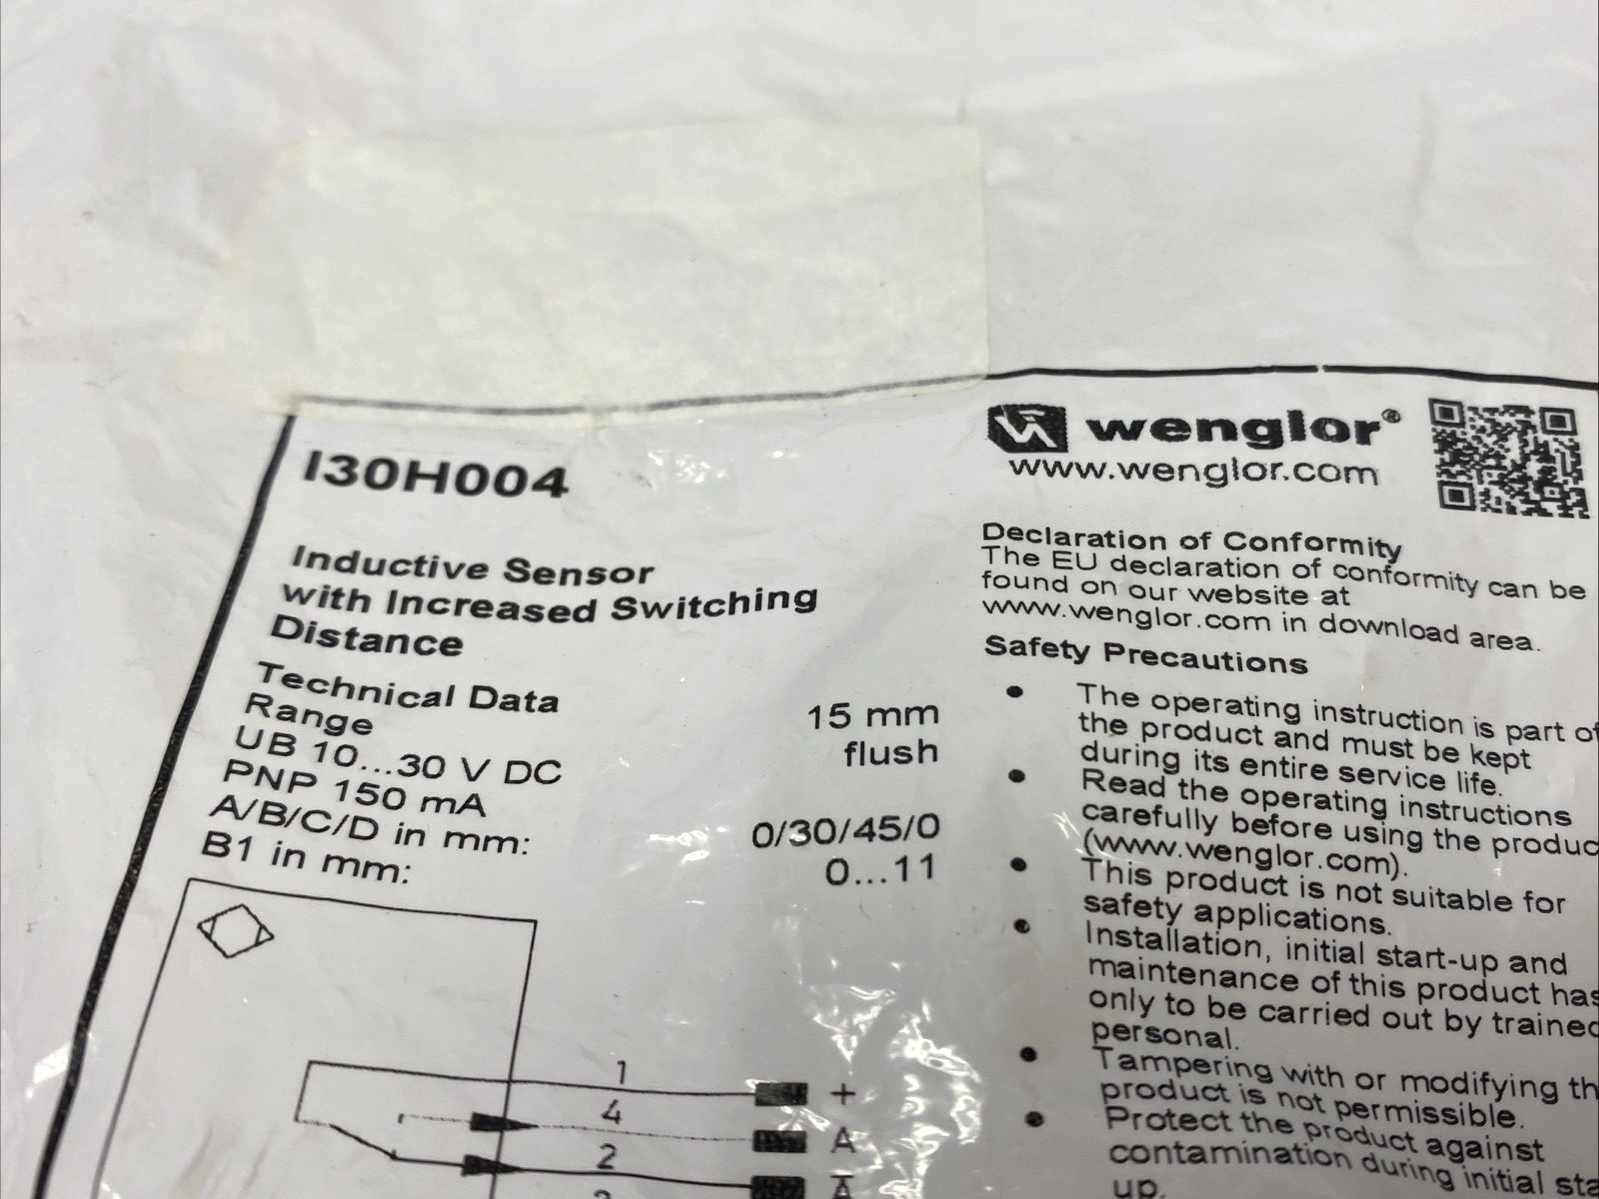 I30H004
Inductive Sensor
with Increased Switching
Distance
Technical Data
Range 15 mm
UB 10...30 V DC flush
PNP 150 mA
A/B/C/D in mm: 0/30/45/0
B1 in mm: 0...11
1 +
4 A
2 A
wenglor®
www.wenglor.com
Declaration of Conformity
The EU declaration of conformity can be
found on our website at
www.wenglor.com in download area.
Safety Precautions
• The operating instruction is part of
the product and must be kept
during its entire service life.
• Read the operating instructions
carefully before using the produc
(www.wenglor.com).
• This product is not suitable for
safety applications.
• Installation, initial start-up and
maintenance of this product has
only to be carried out by trained
personal.
• Tampering with or modifying th
product is not permissible.
• Protect the product against
contamination during initial sta
up.